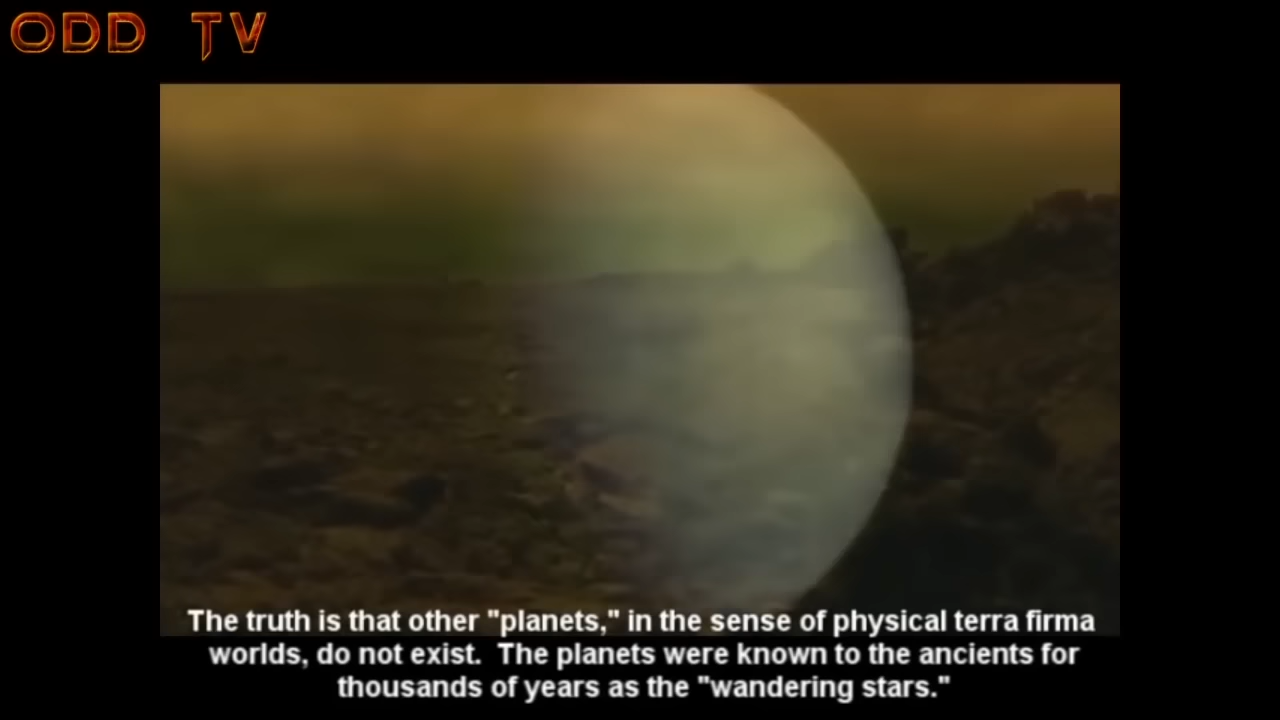 ODD TV
The truth is that other "planets," in the sense of physical terra firma
worlds, do not exist.  The planets were known to the ancients for
thousands of years as the "wandering stars."